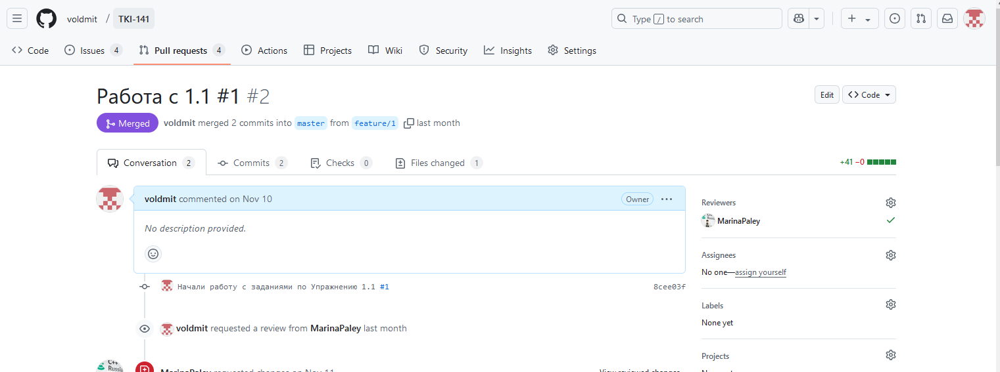 voldmit / TKI-141
Type / to search
Code Issues 4 Pull requests 4 Actions Projects Wiki Security Insights Settings
Работа с 1.1 #1 #2
Edit Code
Merged voldmit merged 2 commits into master from feature/1 last month
Conversation 2 Commits 2 Checks 0 Files changed 1
+41 −0
voldmit commented on Nov 10
Owner
No description provided.
Начали работу с заданиями по Упражнению 1.1 #1
8cee03f
voldmit requested a review from MarinaPaley last month
C++
Russia
MarinaPaley requested changes on Nov 11
View reviewed changes
Reviewers
MarinaPaley
Assignees
No one—assign yourself
Labels
None yet
Projects